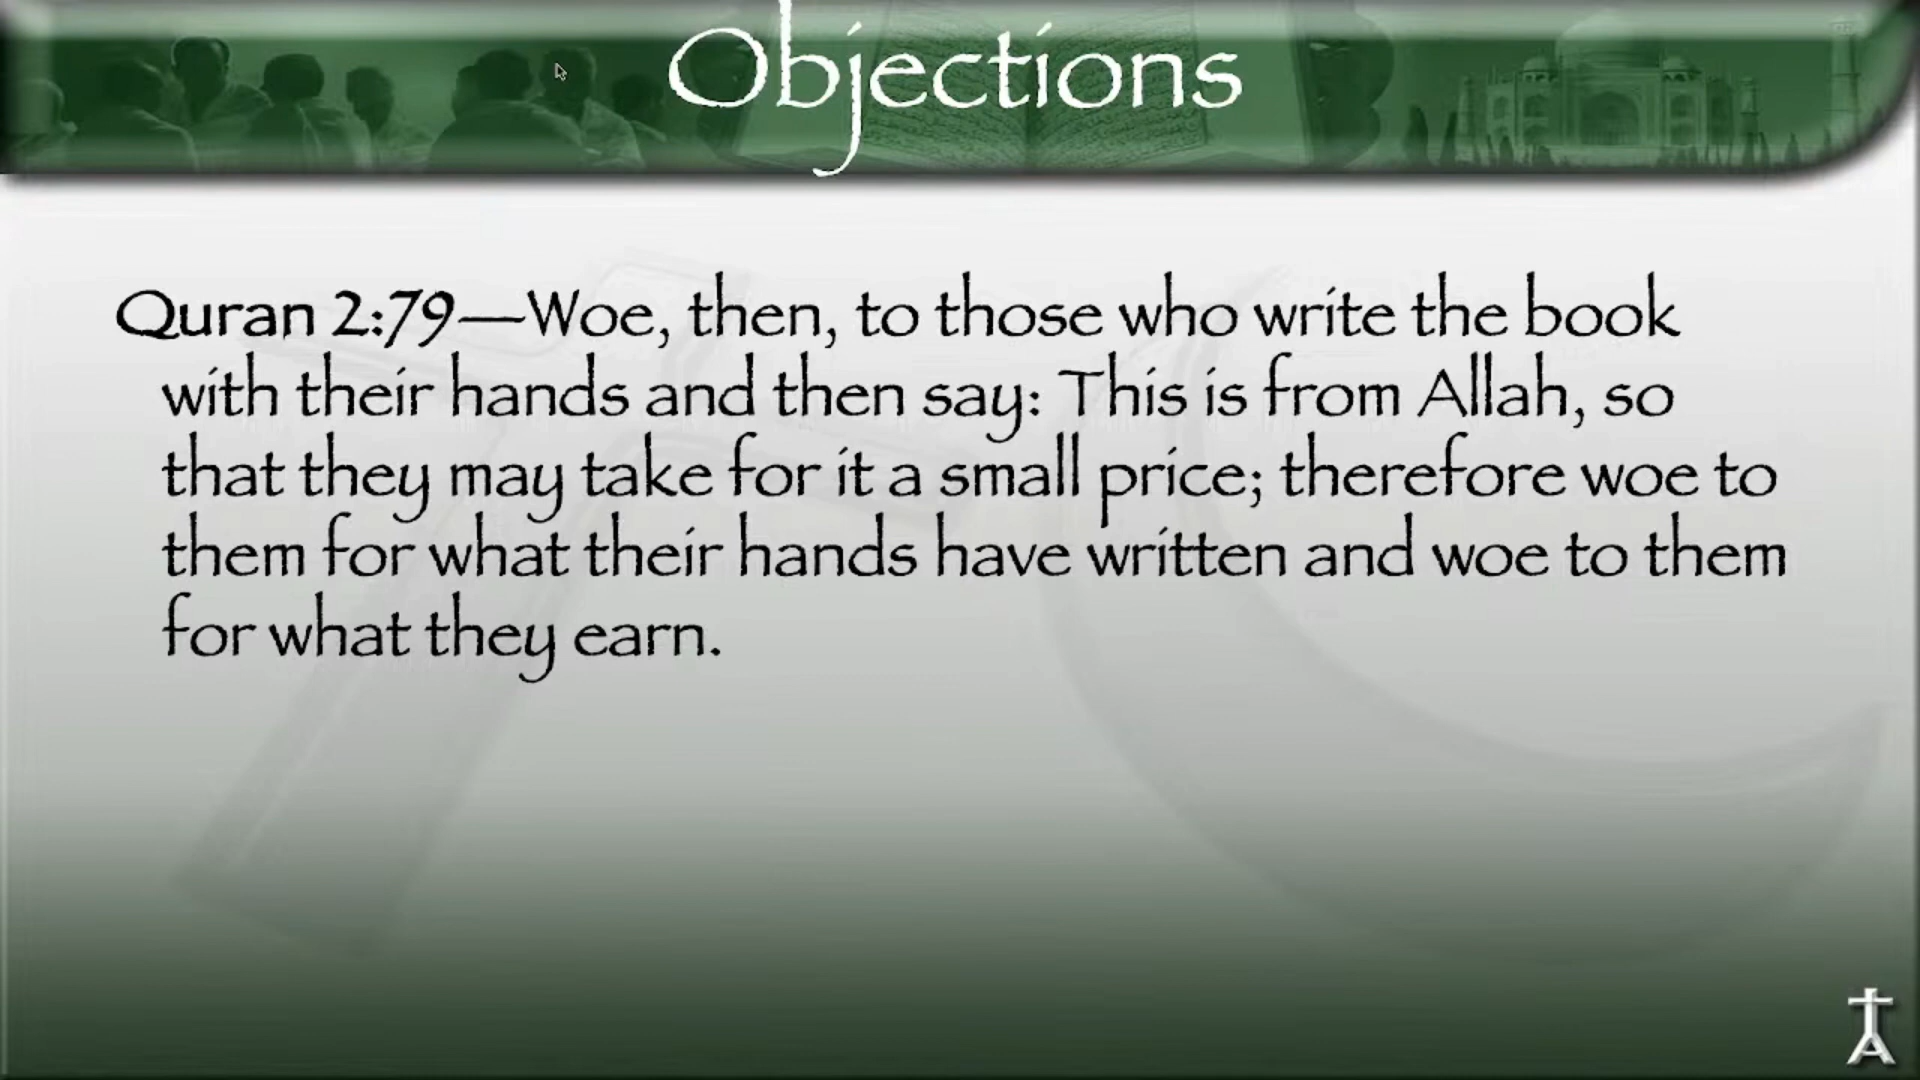 Objections
Quran 2:79—Woe, then, to those who write the book
with their hands and then say: This is from Allah, so
that they may take for it a small price; therefore woe to
them for what their hands have written and woe to them
for what they earn.